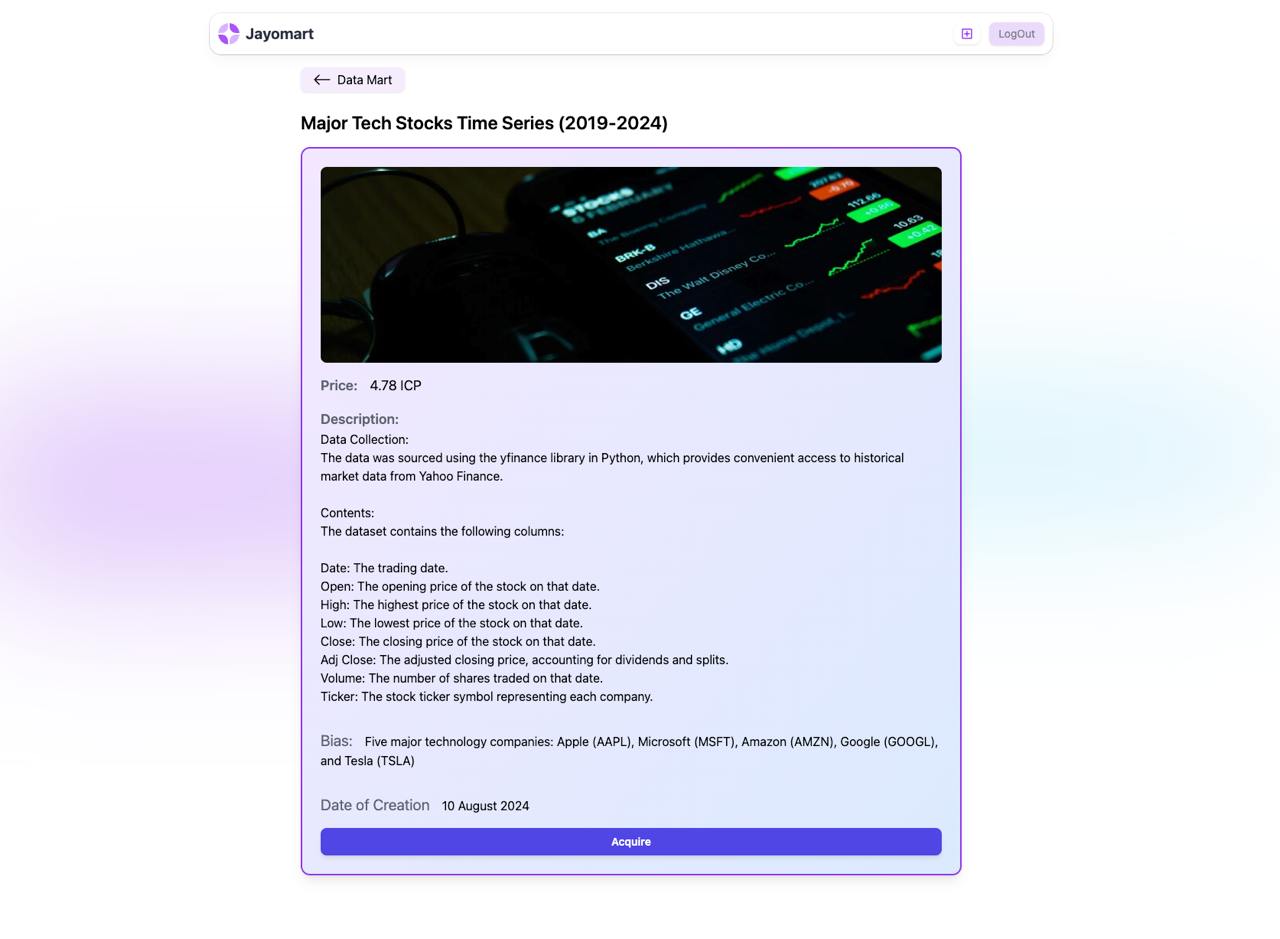 Jayomart
LogOut
Data Mart
Major Tech Stocks Time Series (2019-2024)
STOCKS
6 FEBRUARY
BA
The Boeing Company
BRK-B
Berkshire Hathawa...
DIS
The Walt Disney Co...
GE
General Electric Co...
HD
The Home Depot, I...
207.87
-0.70
112.66
+0.86
10.63
+0.42
Price: 4.78 ICP
Description:
Data Collection:
The data was sourced using the yfinance library in Python, which provides convenient access to historical
market data from Yahoo Finance.
Contents:
The dataset contains the following columns:
Date: The trading date.
Open: The opening price of the stock on that date.
High: The highest price of the stock on that date.
Low: The lowest price of the stock on that date.
Close: The closing price of the stock on that date.
Adj Close: The adjusted closing price, accounting for dividends and splits.
Volume: The number of shares traded on that date.
Ticker: The stock ticker symbol representing each company.
Bias: Five major technology companies: Apple (AAPL), Microsoft (MSFT), Amazon (AMZN), Google (GOOGL),
and Tesla (TSLA)
Date of Creation 10 August 2024
Acquire